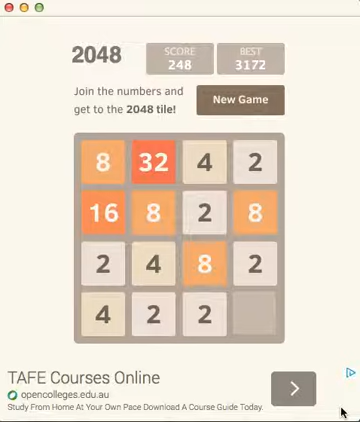 2048
SCORE
248
BEST
3172
Join the numbers and
get to the 2048 tile!
New Game
8 32 4 2
16 8 2 8
2 4 8 2
4 2 2
TAFE Courses Online
opencolleges.edu.au
Study From Home At Your Own Pace Download A Course Guide Today.